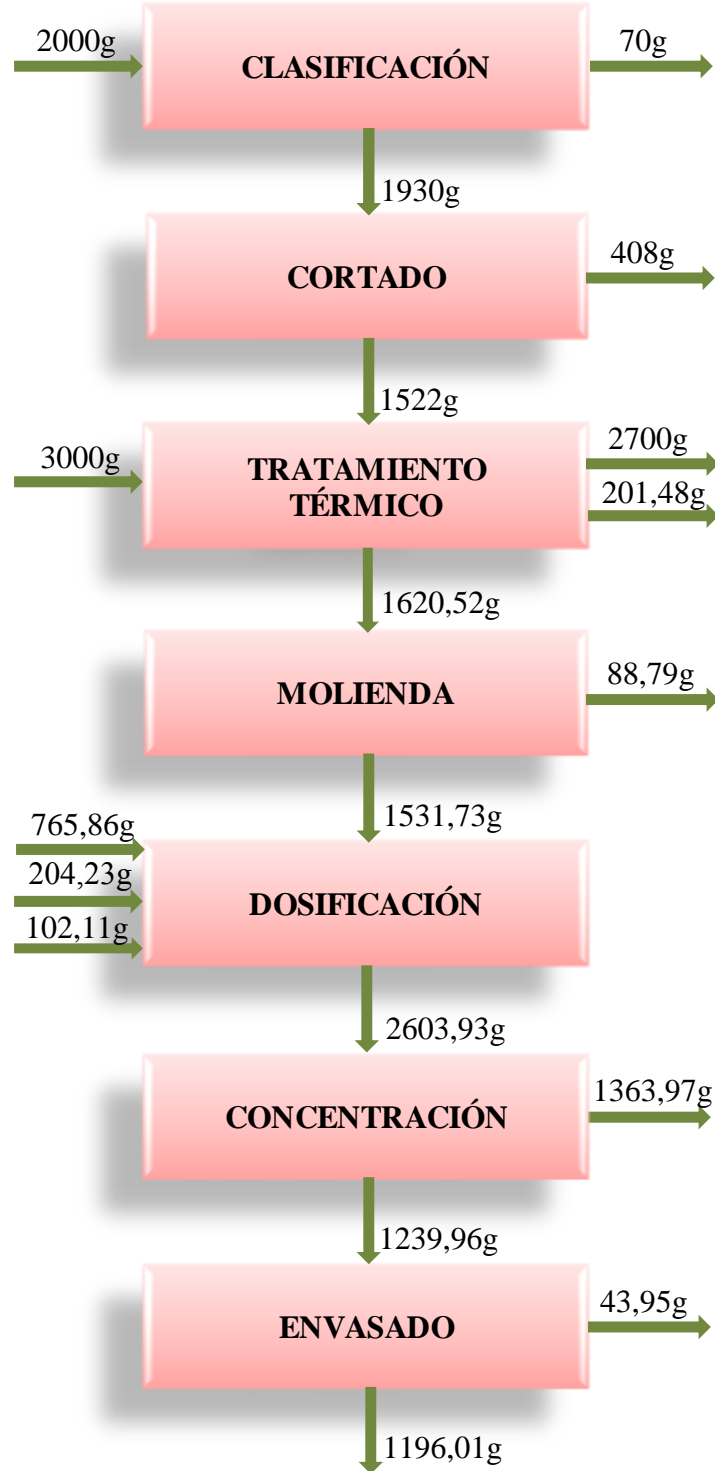 2000g
CLASIFICACIÓN
70g
1930g
CORTADO
408g
1522g
3000g
TRATAMIENTO
TÉRMICO
2700g
201,48g
1620,52g
MOLIENDA
88,79g
1531,73g
765,86g
204,23g
102,11g
DOSIFICACIÓN
2603,93g
CONCENTRACIÓN
1363,97g
1239,96g
ENVASADO
43,95g
1196,01g